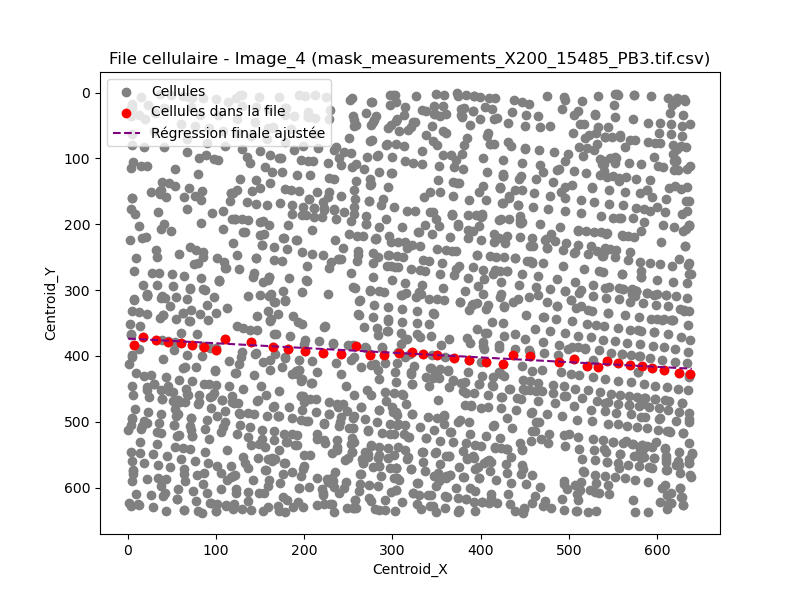 File cellulaire - Image_4 (mask_measurements_X200_15485_PB3.tif.csv)
Cellules
Cellules dans la file
Régression finale ajustée
Centroid_Y
0
100
200
300
400
500
600
0 100 200 300 400 500 600
Centroid_X